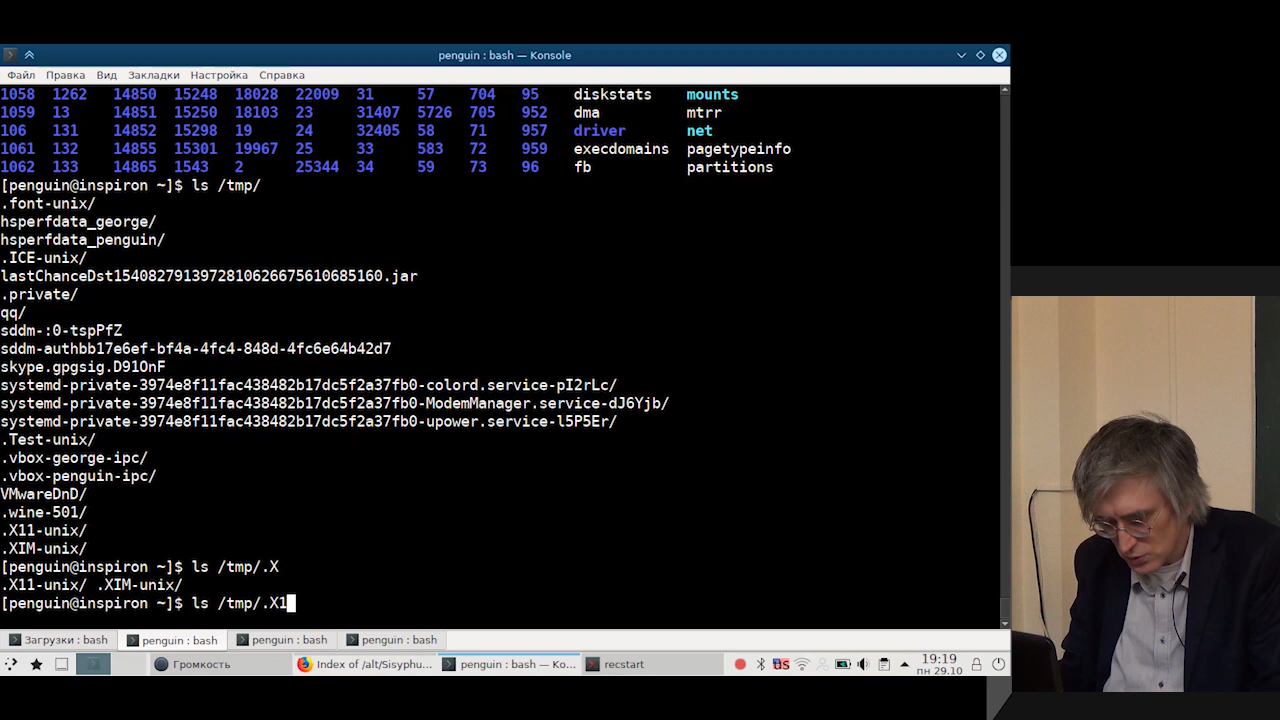 penguin : bash — Konsole
Файл Правка Вид Закладки Настройка Справка
1058 1262 14850 15248 18028 22009 31 57 704 95 diskstats mounts
1059 13 14851 15250 18103 23 31407 5726 705 952 dma mtrr
106 131 14852 15298 19 24 32405 58 71 957 driver net
1061 132 14855 15301 19967 25 33 583 72 959 execdomains pagetypeinfo
1062 133 14865 1543 2 25344 34 59 73 96 fb partitions
[penguin@inspiron ~]$ ls /tmp/
.font-unix/
hsperfdata_george/
hsperfdata_penguin/
.ICE-unix/
lastChanceDst15408279139728106266756106851​60.jar
.private/
qq/
sddm-:0-tspPfZ
sddm-authbb17e6ef-bf4a-4fc4-848d-4fc6e64b42d7
skype.gpgsig.D91OnF
systemd-private-3974e8f11fac438482b17dc5f2a37fb0-colord.service-pI2rLc/
systemd-private-3974e8f11fac438482b17dc5f2a37fb0-ModemManager.service-dJ6Yjb/
systemd-private-3974e8f11fac438482b17dc5f2a37fb0-upower.service-l5P5Er/
.Test-unix/
.vbox-george-ipc/
.vbox-penguin-ipc/
VMwareDnD/
.wine-501/
.X11-unix/
.XIM-unix/
[penguin@inspiron ~]$ ls /tmp/.X
.X11-unix/ .XIM-unix/
[penguin@inspiron ~]$ ls /tmp/.X1
Загрузки : bash penguin : bash penguin : bash penguin : bash
Громкость Index of /alt/Sisyphu... penguin : bash — Ko... recstart US 19:19
пн 29.10